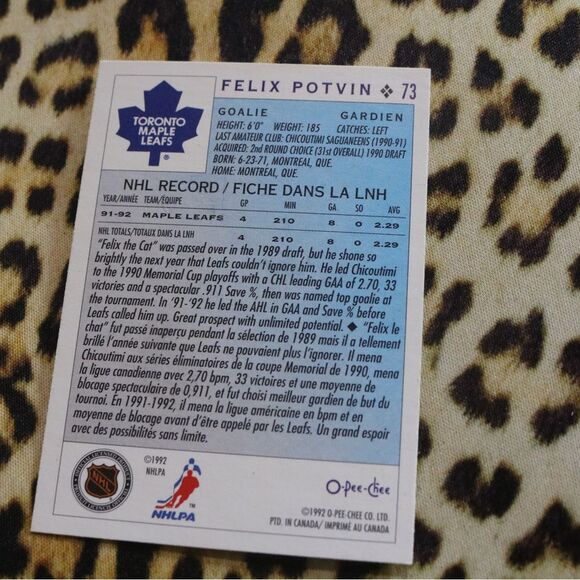 FELIX POTVIN ❖ 73
TORONTO
MAPLE
LEAFS
GOALIE GARDIEN
HEIGHT: 6'0" WEIGHT: 185 CATCHES: LEFT
LAST AMATEUR CLUB: CHICOUTIMI SAGUANEENS (1990-91)
ACQUIRED: 2nd ROUND CHOICE (31st OVERALL) 1990 DRAFT
BORN: 6-23-71, MONTREAL, QUE.
HOME: MONTREAL, QUE.
NHL RECORD / FICHE DANS LA LNH
YEAR/ANNÉE TEAM/ÉQUIPE GP MIN GA SO AVG
91-92 MAPLE LEAFS 4 210 8 0 2.29
NHL TOTALS/TOTAUX DANS LA LNH 4 210 8 0 2.29
"Felix the Cat" was passed over in the 1989 draft, but he shone so
brightly the next year that Leafs couldn't ignore him. He led Chicoutimi
to the 1990 Memorial Cup playoffs with a CHL leading GAA of 2.70, 33
victories and a spectacular .911 Save %, then was named top goalie at
the tournament. In '91-'92 he led the AHL in GAA and Save % before
Leafs called him up. Great prospect with unlimited potential. ◆ "Felix le
chat" fut passé inaperçu pendant la sélection de 1989 mais il a tellement
brillé l'année suivante que Leafs ne pouvaient plus l'ignorer. Il mena
Chicoutimi aux séries éliminatoires de la coupe Memorial de 1990, mena
la ligue canadienne avec 2,70 bpm, 33 victoires et une moyenne de
blocage spectaculaire de 0,911, et fut choisi meilleur gardien de but du
tournoi. En 1991-1992, il mena la ligue américaine en bpm et en
moyenne de blocage avant d'être appelé par les Leafs. Un grand espoir
avec des possibilités sans limite.
©1992
NHLPA
NHL
NHLPA
O-Pee-Chee
©1992 O-PEE-CHEE CO. LTD.
PTD. IN CANADA/IMPRIMÉ AU CANADA